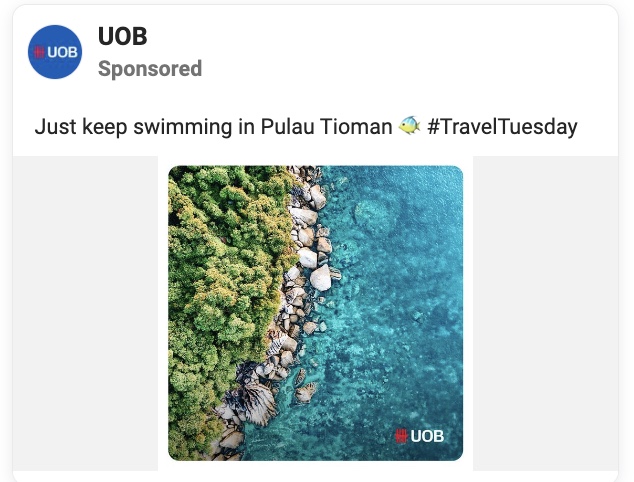 UOB
UOB
Sponsored
Just keep swimming in Pulau Tioman 🐠 #TravelTuesday
UOB